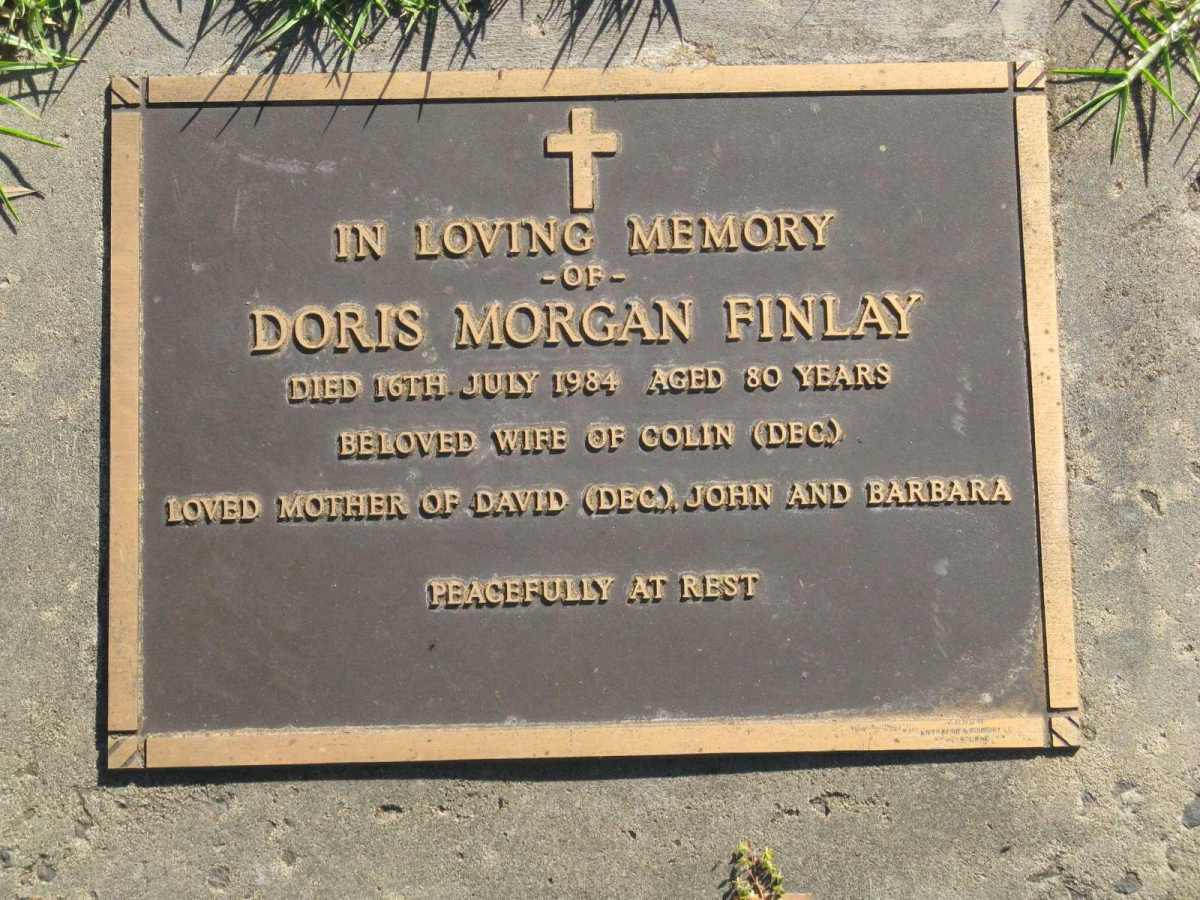 IN LOVING MEMORY
-OF-
DORIS MORGAN FINLAY
DIED 16TH JULY 1984 AGED 80 YEARS
BELOVED WIFE OF COLIN (DEC.)
LOVED MOTHER OF DAVID (DEC.), JOHN AND BARBARA
PEACEFULLY AT REST